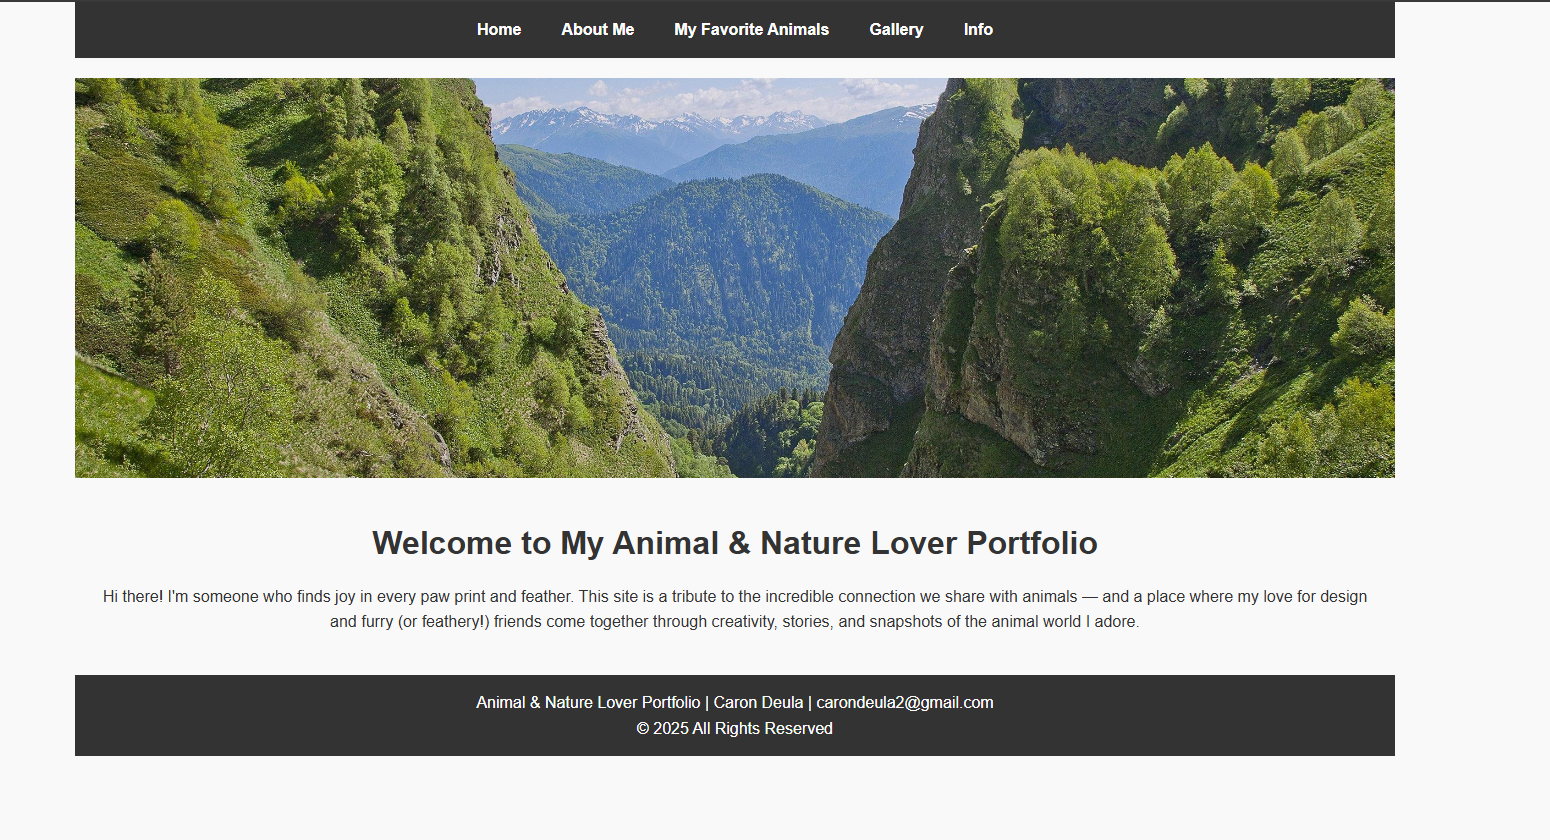 Home About Me My Favorite Animals Gallery Info
Welcome to My Animal & Nature Lover Portfolio
Hi there! I'm someone who finds joy in every paw print and feather. This site is a tribute to the incredible connection we share with animals — and a place where my love for design
and furry (or feathery!) friends come together through creativity, stories, and snapshots of the animal world I adore.
Animal & Nature Lover Portfolio | Caron Deula | carondeula2@gmail.com
© 2025 All Rights Reserved